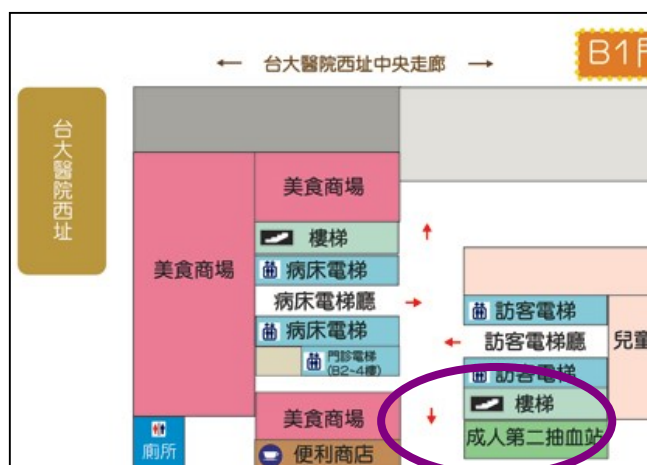 ← 台大醫院西址中央走廊 →
B1
台大醫院西址
美食商場
樓梯
美食商場
病床電梯
病床電梯廳
病床電梯
門診電梯
(B2~4樓)
訪客電梯
訪客電梯廳
兒童
訪客電梯
樓梯
美食商場
成人第二抽血站
廁所
便利商店